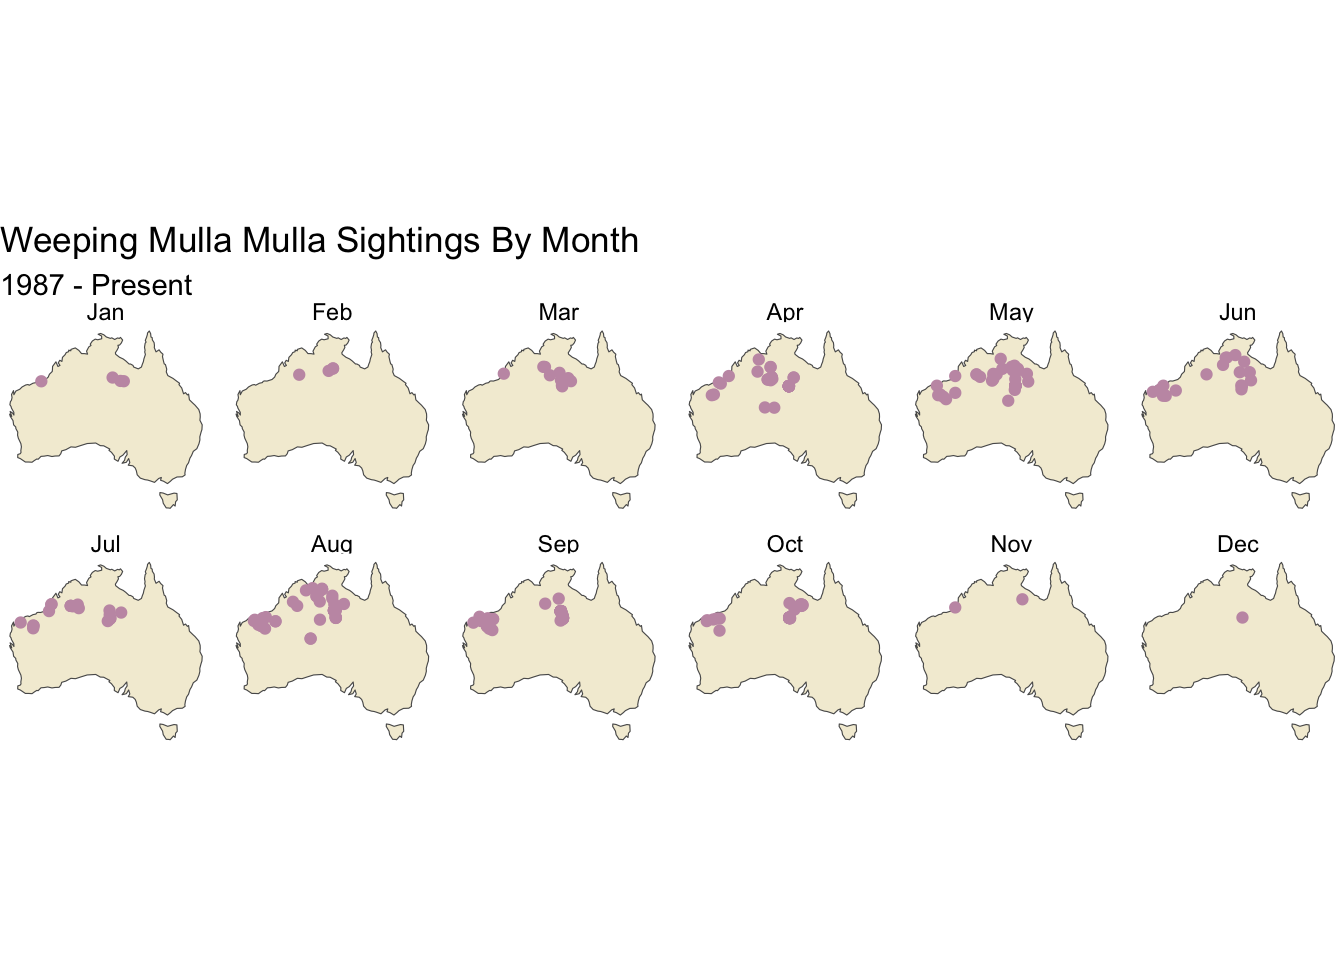 Weeping Mulla Mulla Sightings By Month
1987 - Present
Jan Feb Mar Apr May Jun
Jul Aug Sep Oct Nov Dec